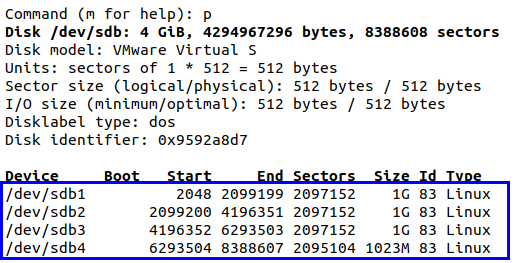 Command (m for help): p
Disk /dev/sdb: 4 GiB, 4294967296 bytes, 8388608 sectors
Disk model: VMware Virtual S
Units: sectors of 1 * 512 = 512 bytes
Sector size (logical/physical): 512 bytes / 512 bytes
I/O size (minimum/optimal): 512 bytes / 512 bytes
Disklabel type: dos
Disk identifier: 0x9592a8d7

Device     Boot   Start     End Sectors  Size Id Type
/dev/sdb1          2048 2099199 2097152    1G 83 Linux
/dev/sdb2       2099200 4196351 2097152    1G 83 Linux
/dev/sdb3       4196352 6293503 2097152    1G 83 Linux
/dev/sdb4       6293504 8388607 2095104 1023M 83 Linux